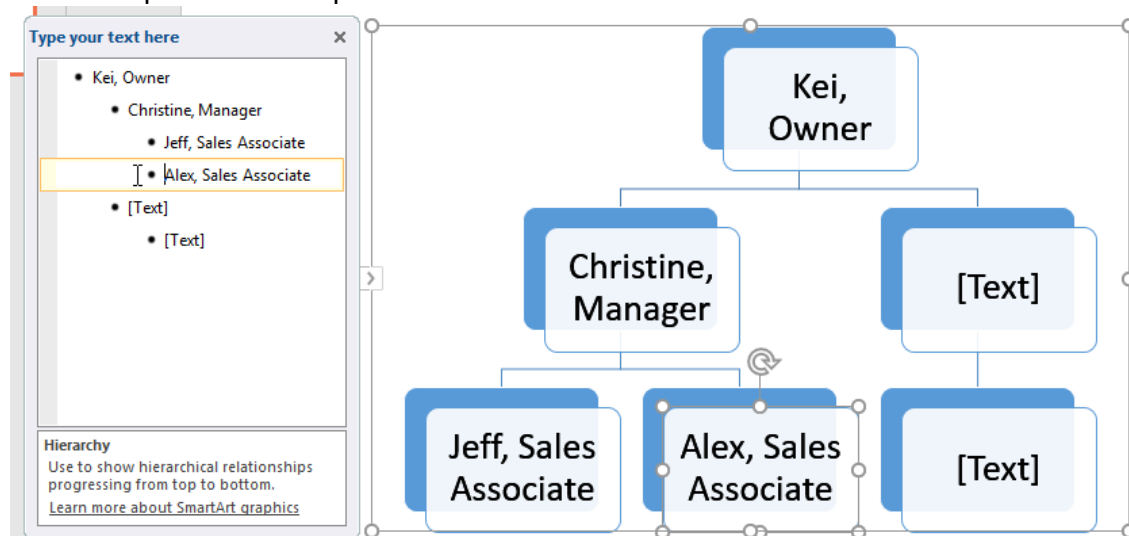 Type your text here
Kei, Owner
Christine, Manager
Jeff, Sales Associate
Alex, Sales Associate
[Text]
[Text]
Hierarchy
Use to show hierarchical relationships
progressing from top to bottom.
Learn more about SmartArt graphics
Kei,
Owner
Christine,
Manager
[Text]
Jeff, Sales
Associate
Alex, Sales
Associate
[Text]